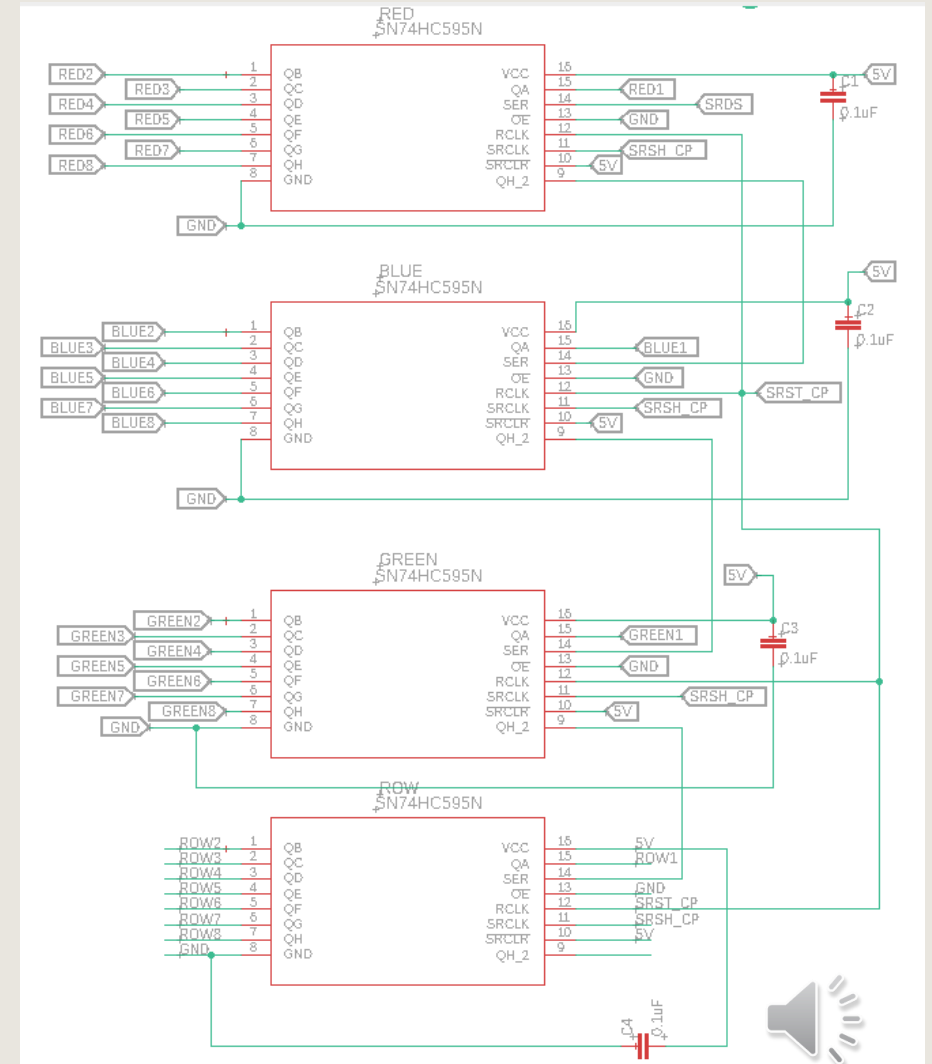 RED
SN74HC595N
RED2 1 QB VCC 16 5V
RED3 2 QC QA 15 RED1 C1
RED4 3 QD SER 14 SRDS
RED5 4 QE OE 13 GND 0.1uF
RED6 5 QF RCLK 12
RED7 6 QG SRCLK 11 SRSH_CP
RED8 7 QH SRCLR 10 5V
8 GND QH_2 9
GND
BLUE
SN74HC595N
5V
BLUE2 1 QB VCC 16 C2
BLUE3 2 QC QA 15 BLUE1 0.1uF
BLUE4 3 QD SER 14
BLUE5 4 QE OE 13 GND
BLUE6 5 QF RCLK 12 SRST_CP
BLUE7 6 QG SRCLK 11 SRSH_CP
BLUE8 7 QH SRCLR 10 5V
8 GND QH_2 9
GND
GREEN
SN74HC595N
5V
GREEN2 1 QB VCC 16
GREEN3 2 QC QA 15 GREEN1 C3
GREEN4 3 QD SER 14 0.1uF
GREEN5 4 QE OE 13 GND
GREEN6 5 QF RCLK 12
GREEN7 6 QG SRCLK 11 SRSH_CP
GREEN8 7 QH SRCLR 10 5V
GND 8 GND QH_2 9
ROW
SN74HC595N
ROW2 1 QB VCC 16 5V
ROW3 2 QC QA 15 ROW1
ROW4 3 QD SER 14
ROW5 4 QE OE 13 GND
ROW6 5 QF RCLK 12 SRST_CP
ROW7 6 QG SRCLK 11 SRSH_CP
ROW8 7 QH SRCLR 10 5V
GND 8 GND QH_2 9
C4 0.1uF